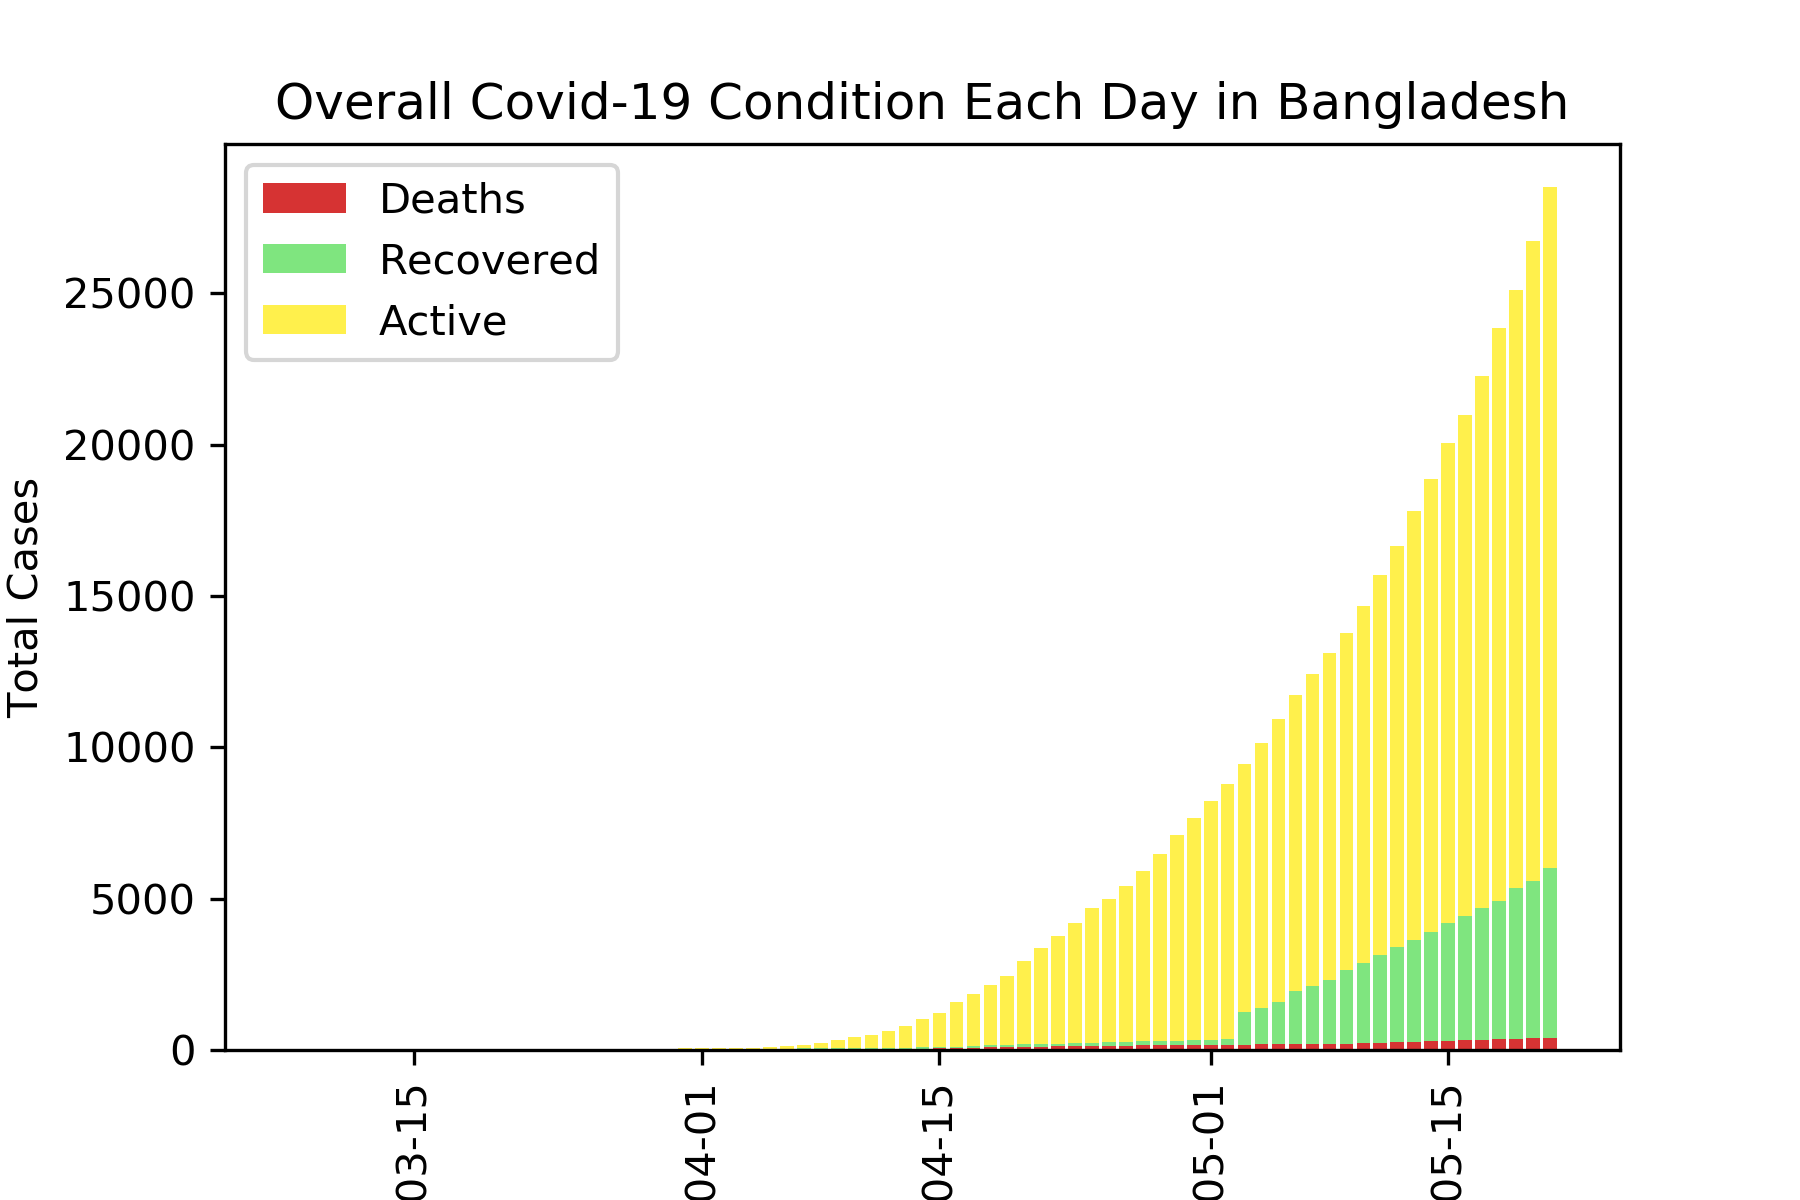 Overall Covid-19 Condition Each Day in Bangladesh
Deaths
Recovered
Active
Total Cases
25000
20000
15000
10000
5000
0
03-15
04-01
04-15
05-01
05-15